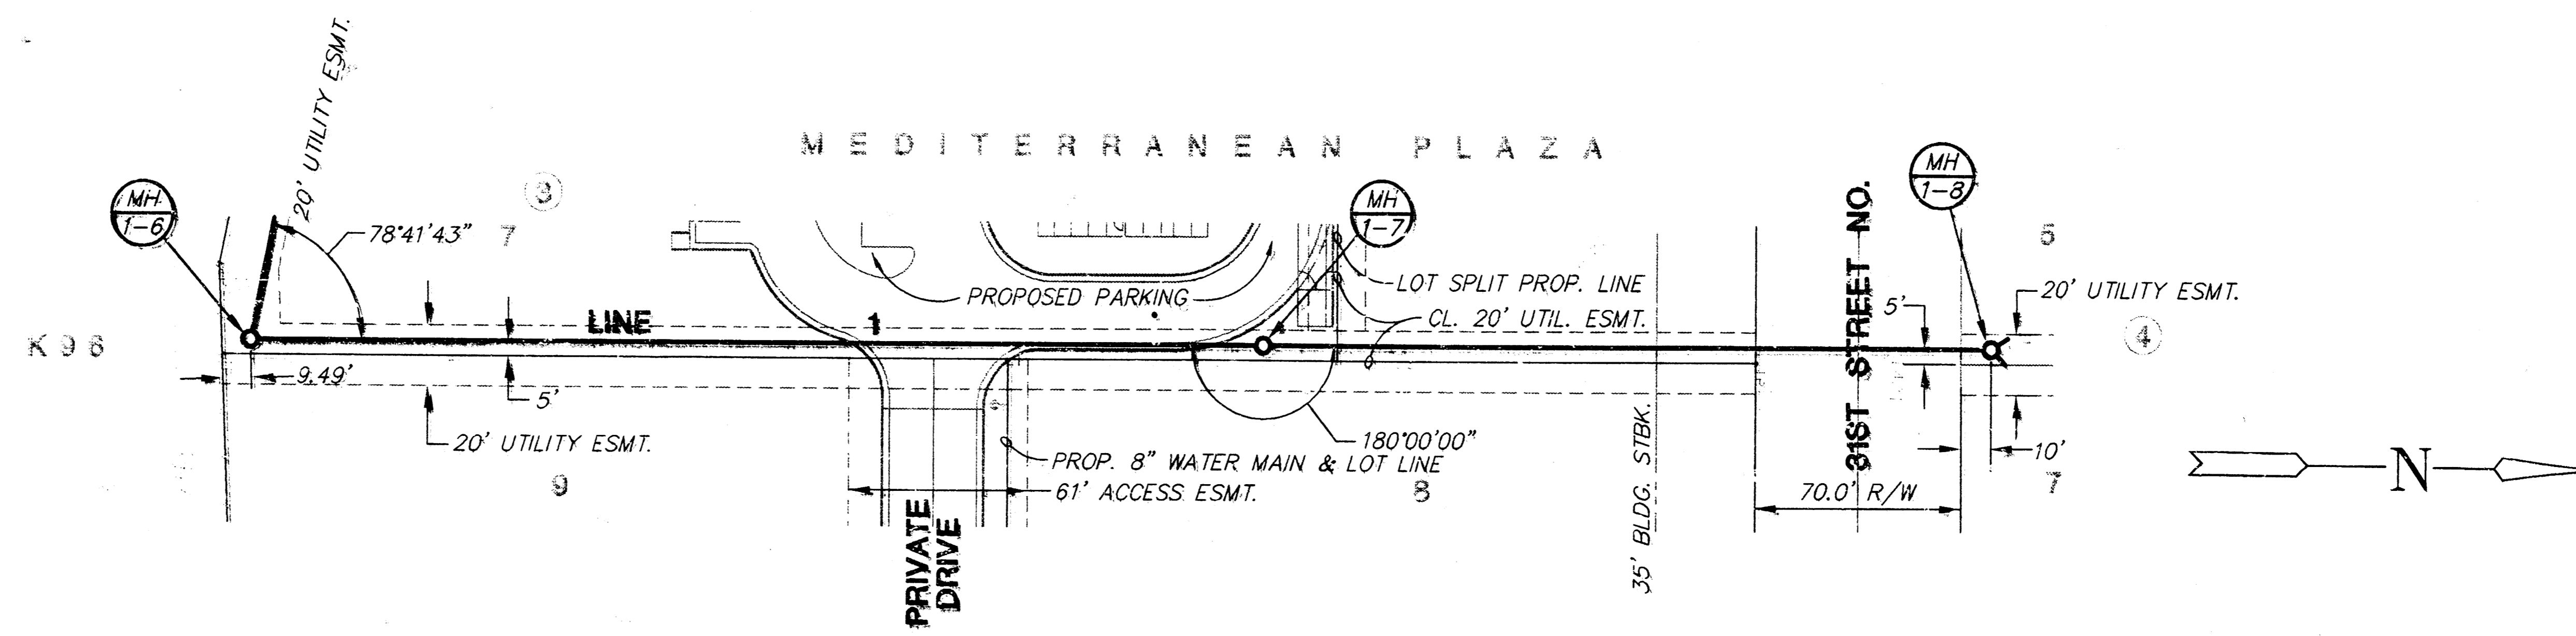 20' UTILITY ESMT.
MEDITERRANEAN PLAZA
MH
1-6
3
7
78°41'43"
MH
1-7
MH
1-8
5
LOT SPLIT PROP. LINE
PROPOSED PARKING
CL. 20' UTIL. ESMT.
5'
20' UTILITY ESMT.
4
LINE 1
K96
9.49'
5'
20' UTILITY ESMT.
180°00'00"
PROP. 8" WATER MAIN & LOT LINE
61' ACCESS ESMT.
9
8
35' BLDG. STBK.
31ST STREET NO.
70.0' R/W
10'
7
N
PRIVATE
DRIVE